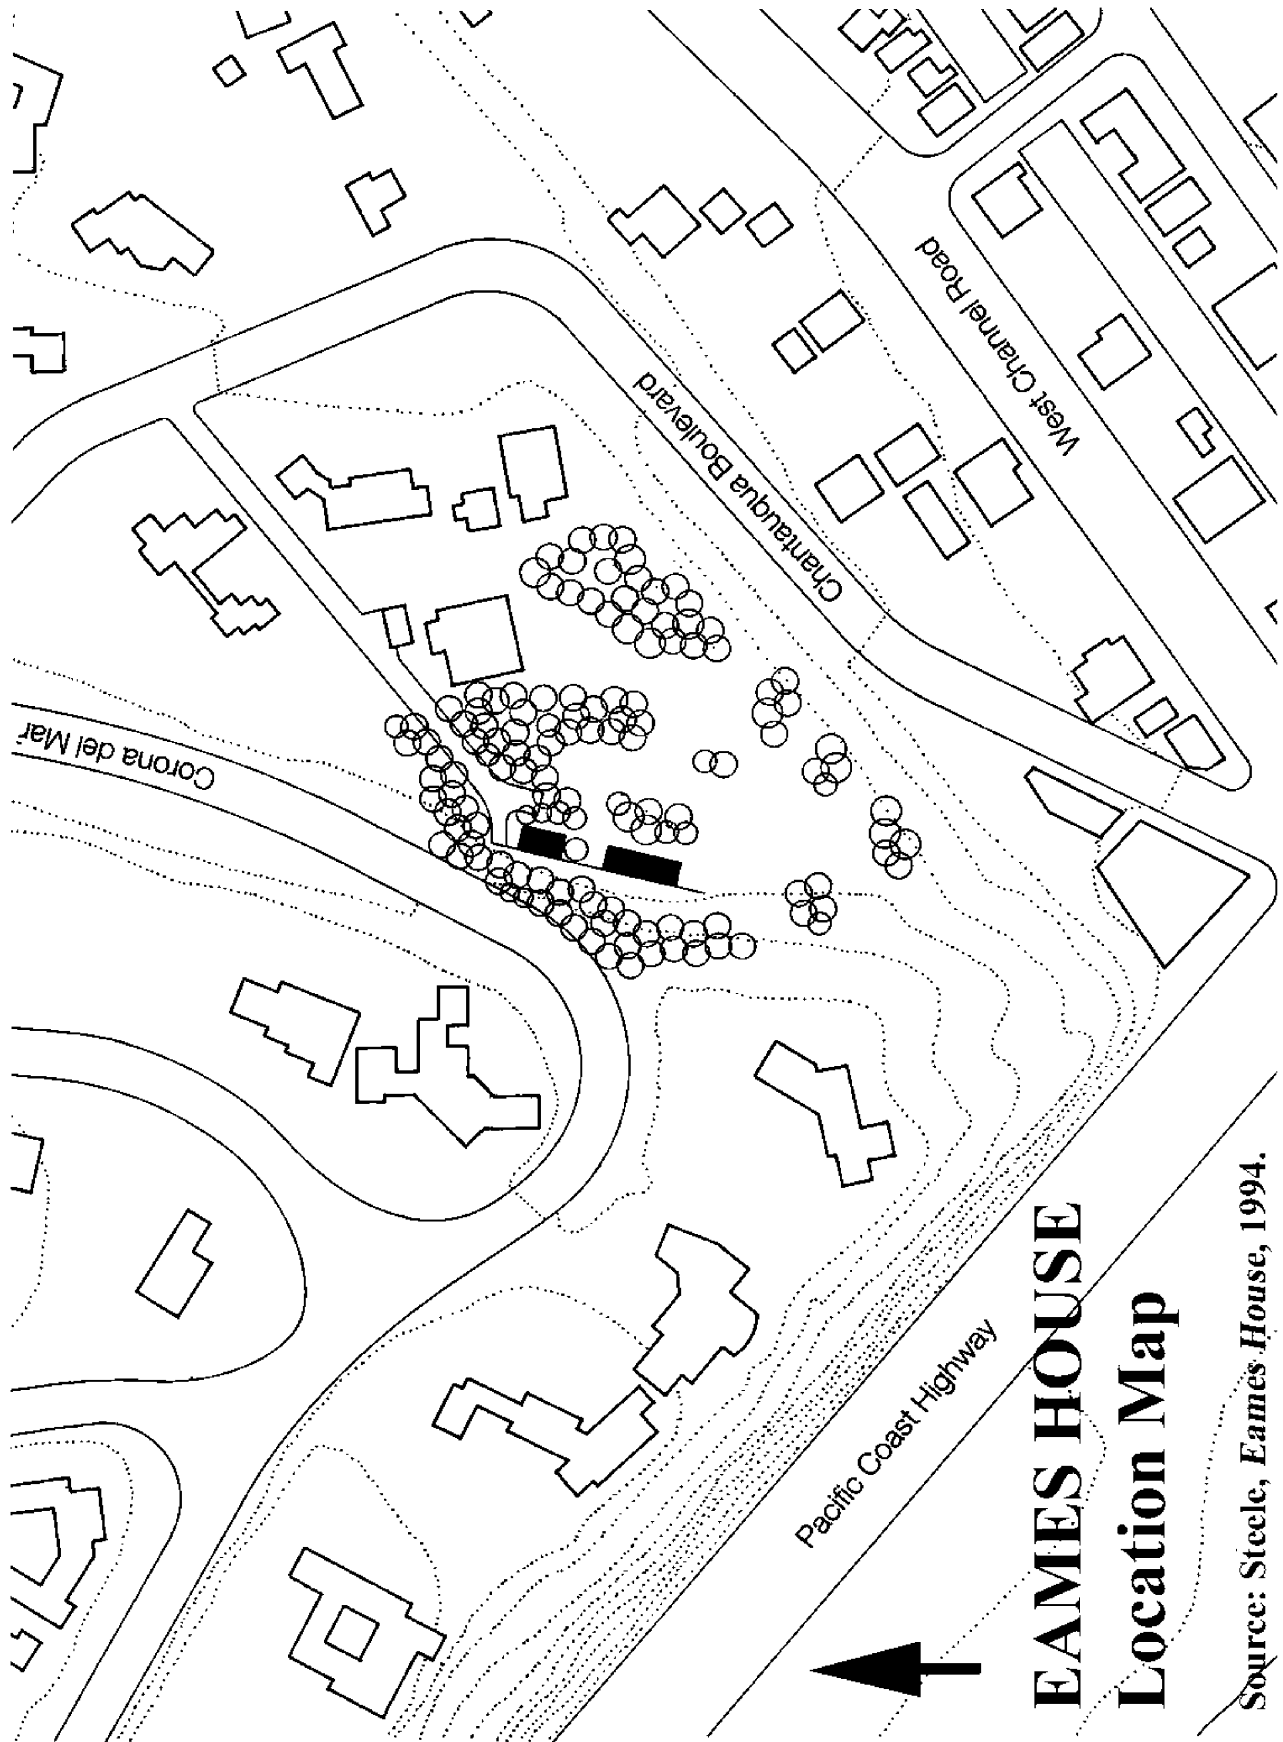 Corona del Mar
Chantauqua Boulevard
West Channel Road
Pacific Coast Highway
EAMES HOUSE
Location Map
Source: Steele, Eames House, 1994.